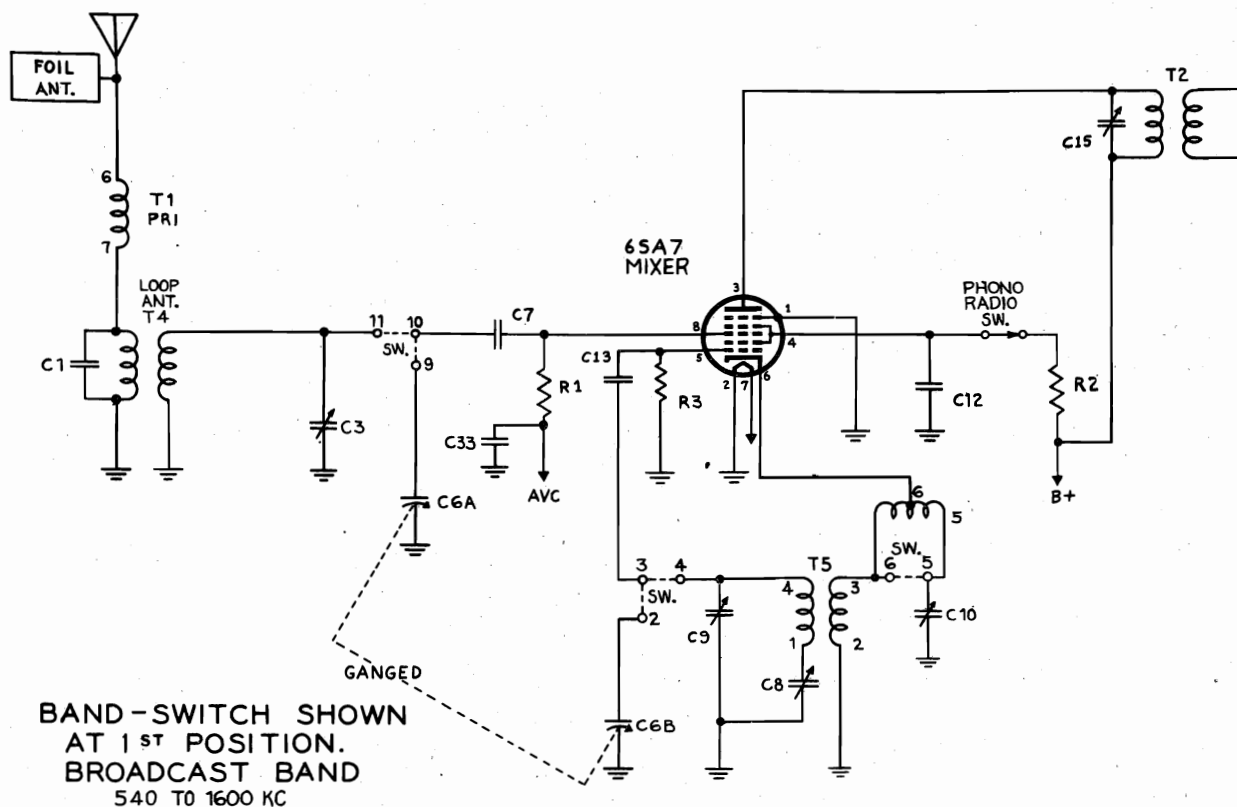 FOIL
ANT.
6
T1
PRI
7
LOOP
ANT.
T4
C1
11
10
SW.
9
C3
C7
R1
C33
AVC
C6A
6SA7
MIXER
3
1
8
4
5
2
7
6
C13
R3
PHONO
RADIO
SW.
C12
R2
B+
T2
C15
6
5
SW.
6
5
C10
T5
4
3
1
2
3
4
SW.
2
C9
C8
C6B
GANGED
BAND-SWITCH SHOWN
AT 1ST POSITION.
BROADCAST BAND
540 TO 1600 KC